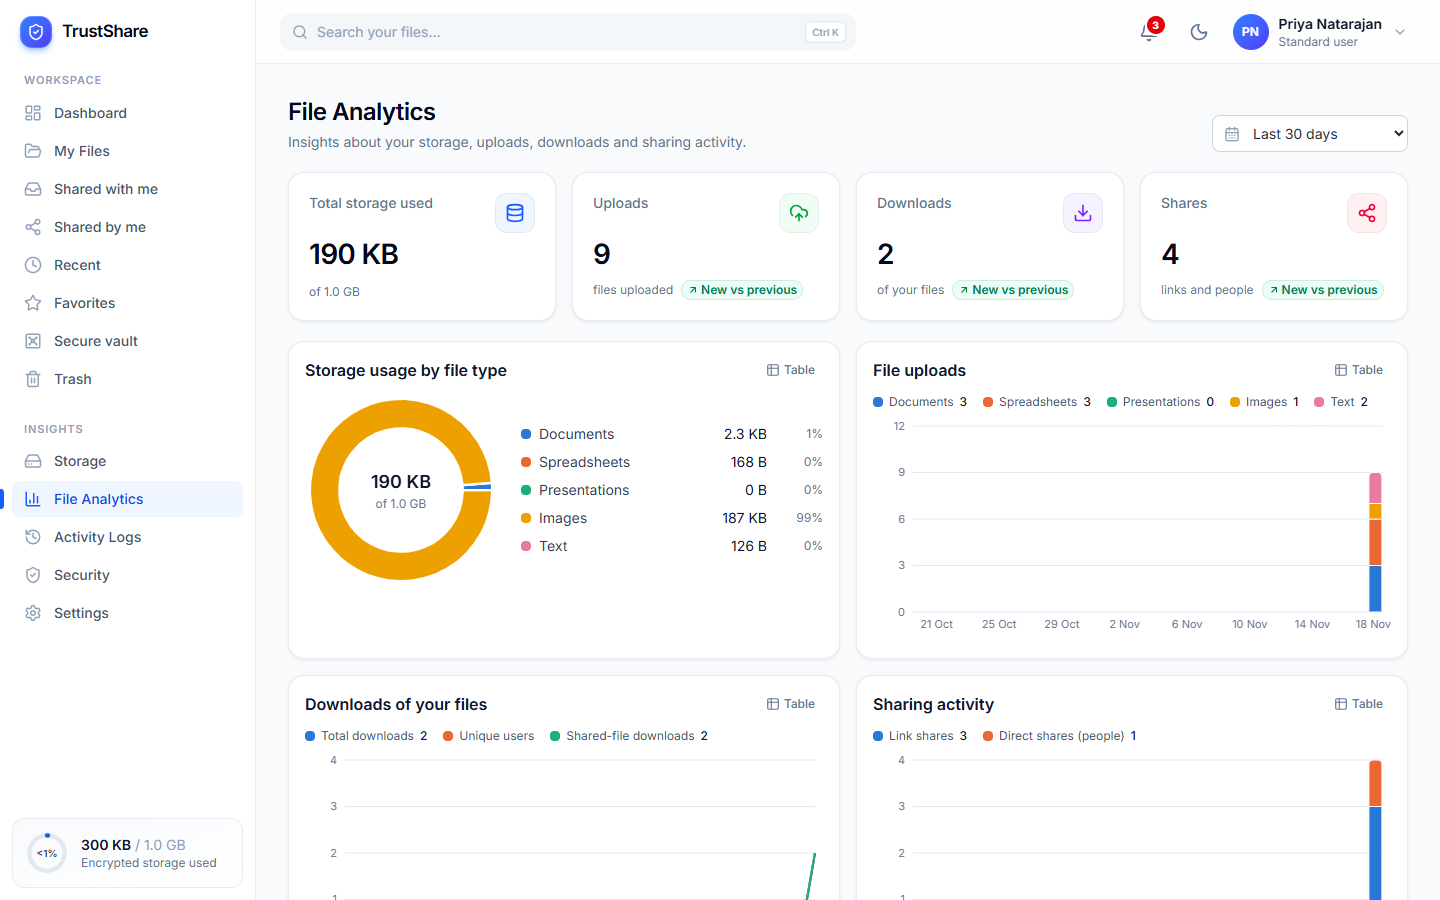 TrustShare
Search your files...
Ctrl K
3
PN
Priya Natarajan
Standard user
WORKSPACE
Dashboard
My Files
Shared with me
Shared by me
Recent
Favorites
Secure vault
Trash
INSIGHTS
Storage
File Analytics
Activity Logs
Security
Settings
<1%
300 KB / 1.0 GB
Encrypted storage used
File Analytics
Insights about your storage, uploads, downloads and sharing activity.
Last 30 days
Total storage used
190 KB
of 1.0 GB
Uploads
9
files uploaded New vs previous
Downloads
2
of your files New vs previous
Shares
4
links and people New vs previous
Storage usage by file type
Table
190 KB
of 1.0 GB
Documents 2.3 KB 1%
Spreadsheets 168 B 0%
Presentations 0 B 0%
Images 187 KB 99%
Text 126 B 0%
File uploads
Table
Documents 3 Spreadsheets 3 Presentations 0 Images 1 Text 2
12
9
6
3
0
21 Oct 25 Oct 29 Oct 2 Nov 6 Nov 10 Nov 14 Nov 18 Nov
Downloads of your files
Table
Total downloads 2 Unique users Shared-file downloads 2
4
3
2
1
Sharing activity
Table
Link shares 3 Direct shares (people) 1
4
3
2
1